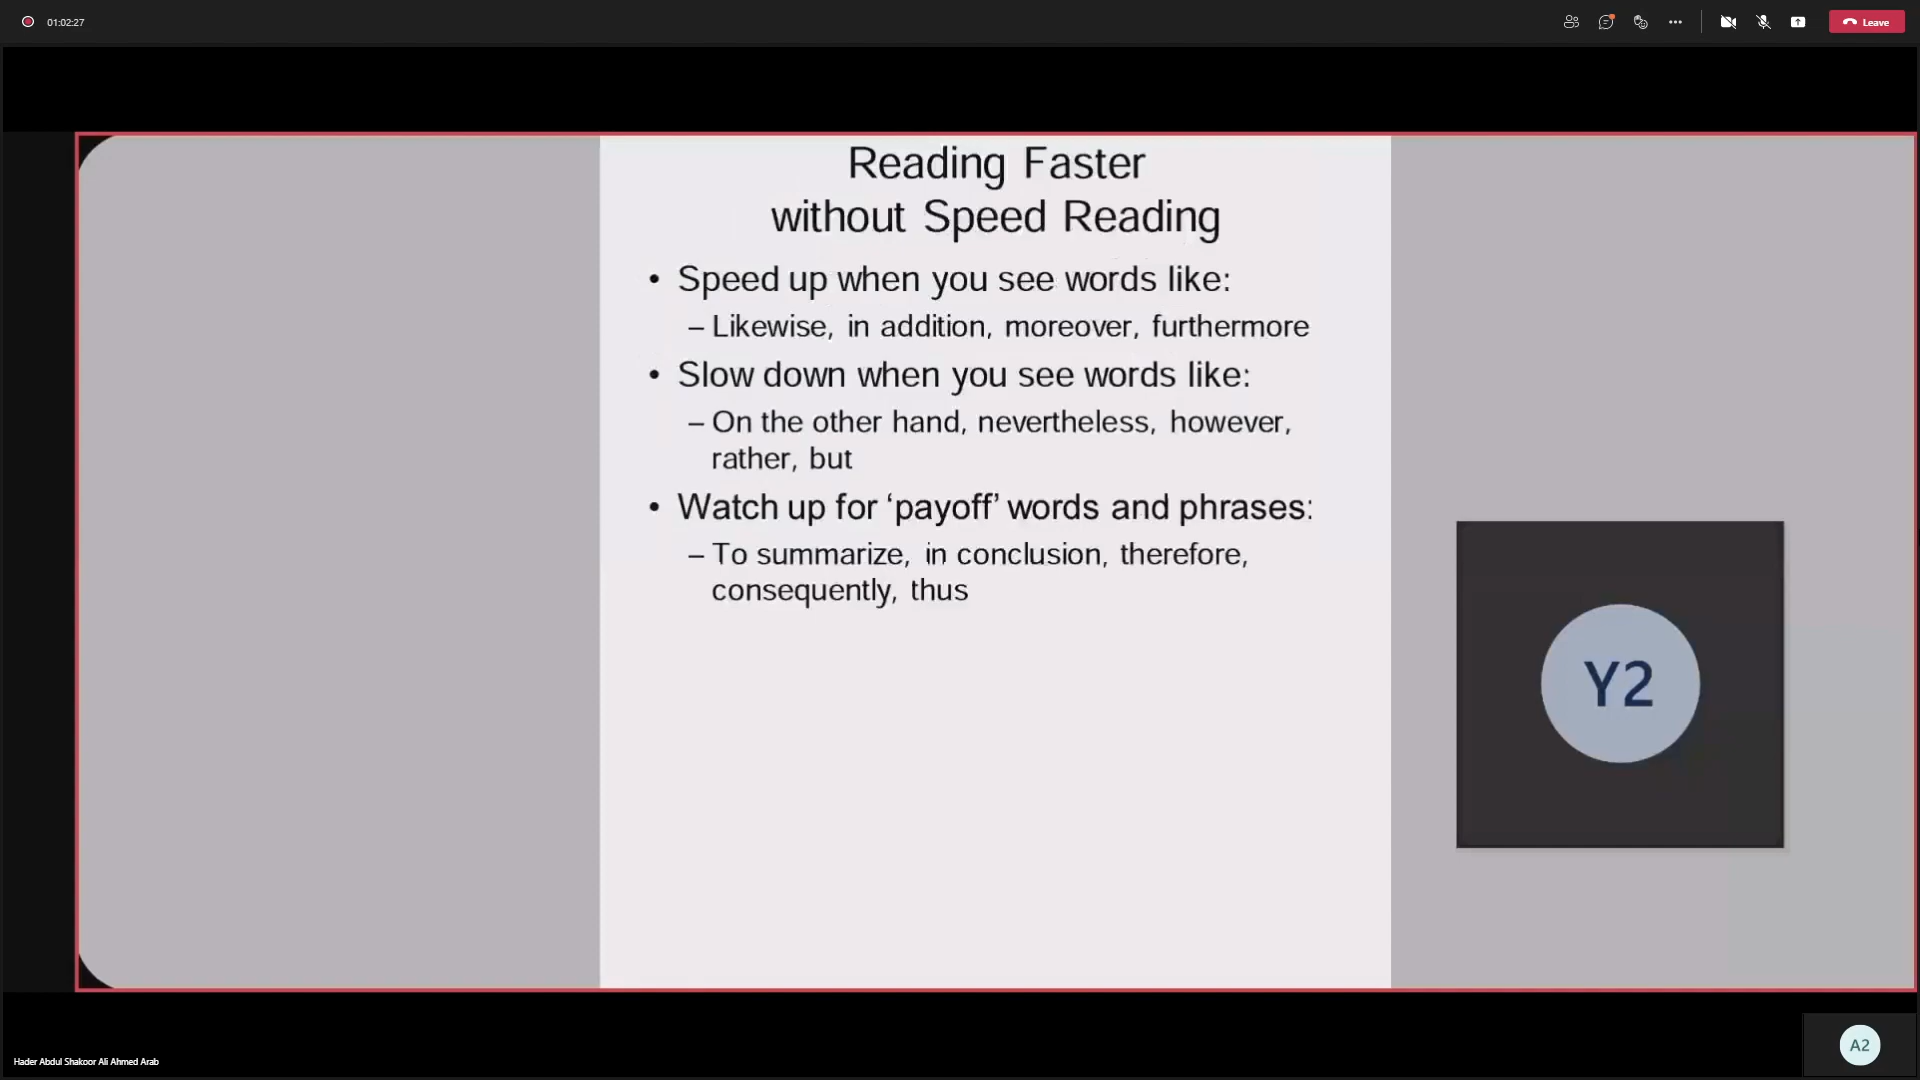 01:02:27
Leave
Reading Faster
without Speed Reading
• Speed up when you see words like:
– Likewise, in addition, moreover, furthermore
• Slow down when you see words like:
– On the other hand, nevertheless, however,
rather, but
• Watch up for ‘payoff’ words and phrases:
– To summarize, in conclusion, therefore,
consequently, thus
Y2
Hader Abdul Shakoor Ali Ahmed Arab
A2